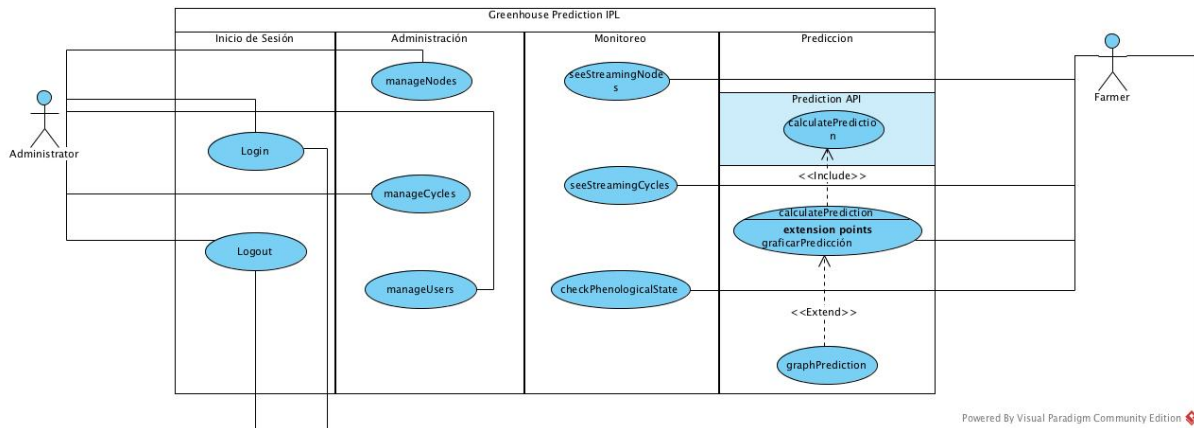 Greenhouse Prediction IPL
Inicio de Sesión
Administración
Monitoreo
Prediccion
manageNodes
seeStreamingNode
s
Prediction API
calculatePredictio
n
Farmer
Administrator
Login
manageCycles
seeStreamingCycles
<<Include>>
calculatePrediction
extension points
graficarPredicción
Logout
manageUsers
checkPhenologicalState
<<Extend>>
graphPrediction
Powered By Visual Paradigm Community Edition